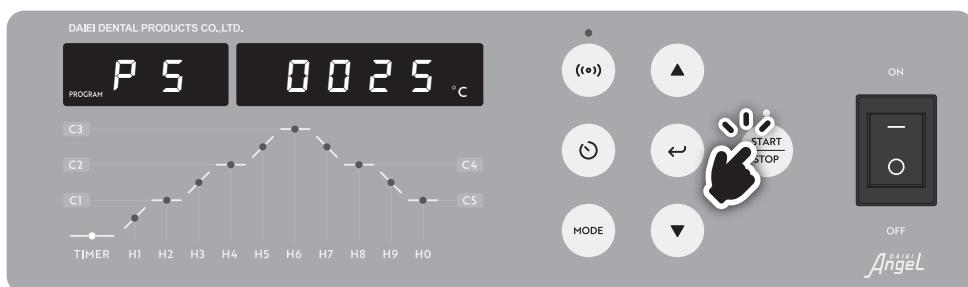 DAIEI DENTAL PRODUCTS CO.,LTD.
PROGRAM P 5
0025 °C
C3
C2
C1
C4
C5
TIMER H1 H2 H3 H4 H5 H6 H7 H8 H9 H0
MODE
START
STOP
ON
OFF
DAIEI
Angel